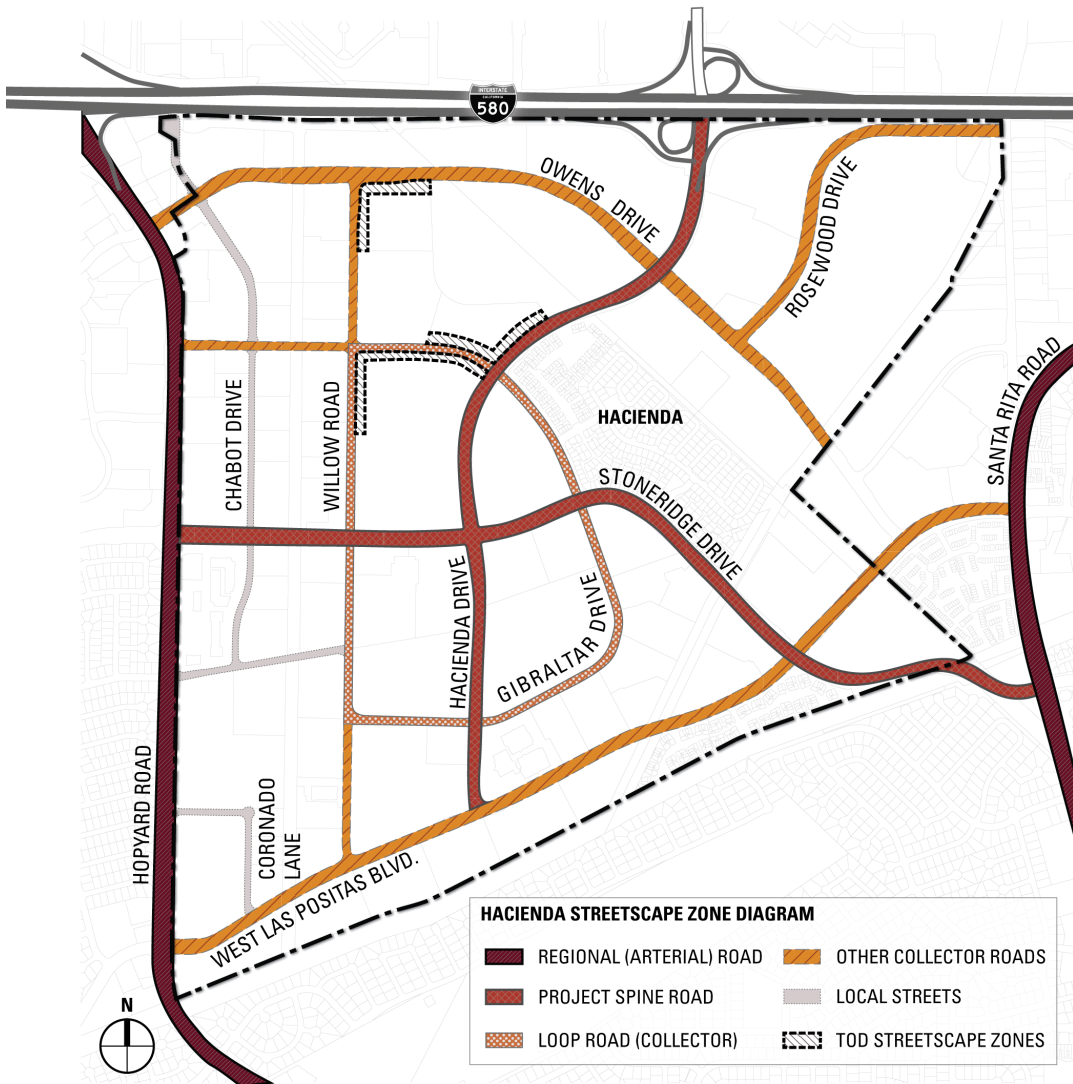 INTERSTATE
CALIFORNIA
580
OWENS DRIVE
ROSEWOOD DRIVE
SANTA RITA ROAD
CHABOT DRIVE
WILLOW ROAD
HACIENDA
STONERIDGE DRIVE
HACIENDA DRIVE
GIBRALTAR DRIVE
HOPYARD ROAD
CORONADO
LANE
WEST LAS POSITAS BLVD.
HACIENDA STREETSCAPE ZONE DIAGRAM
REGIONAL (ARTERIAL) ROAD
OTHER COLLECTOR ROADS
PROJECT SPINE ROAD
LOCAL STREETS
LOOP ROAD (COLLECTOR)
TOD STREETSCAPE ZONES
N